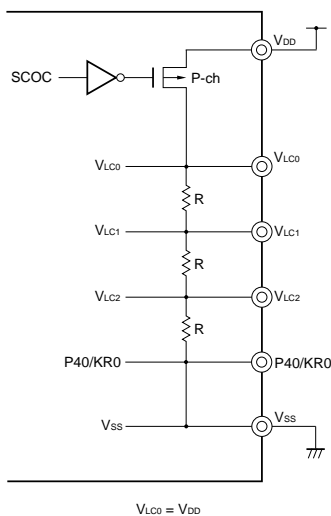 VDD
SCOC
P-ch
VLC0 VLC0
R
VLC1 VLC1
R
VLC2 VLC2
R
P40/KR0 P40/KR0
VSS VSS
VLC0 = VDD